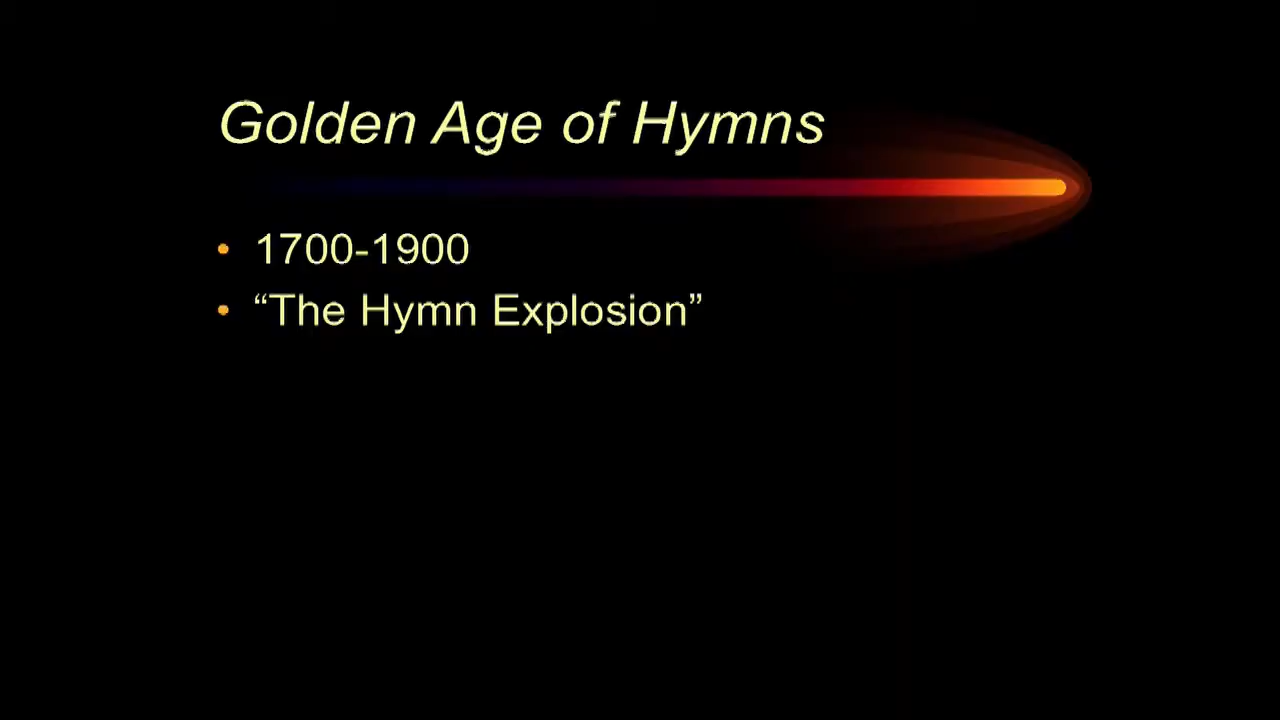 Golden Age of Hymns
• 1700-1900
• “The Hymn Explosion”